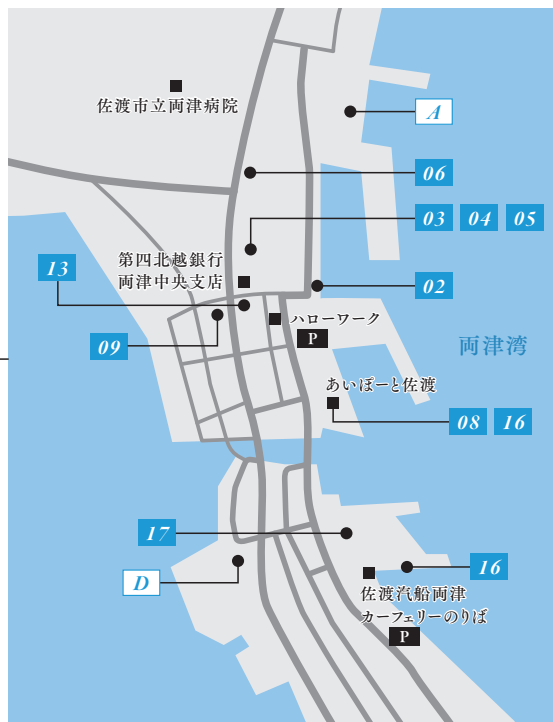 佐渡市立両津病院
A
06
03 04 05
第四北越銀行
両津中央支店
13
02
ハローワーク
P
09
両津湾
あいぽーと佐渡
08 16
17
16
D
佐渡汽船両津
カーフェリーのりば
P